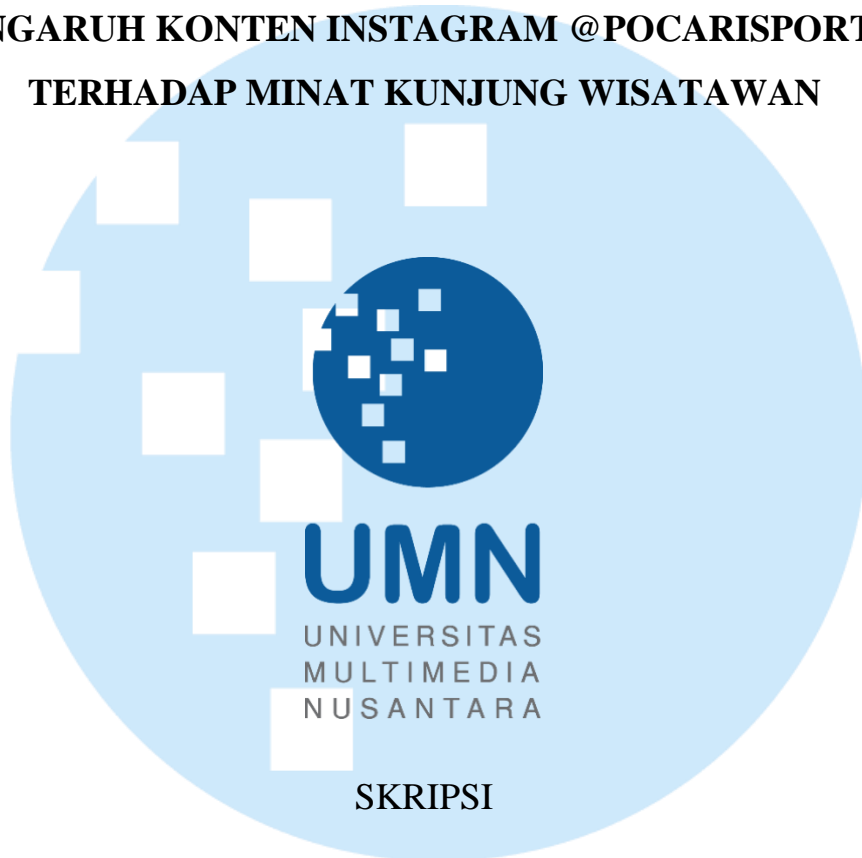 NGARUH KONTEN INSTAGRAM @POCARISPORT
TERHADAP MINAT KUNJUNG WISATAWAN
UMN
UNIVERSITAS
MULTIMEDIA
NUSANTARA
SKRIPSI